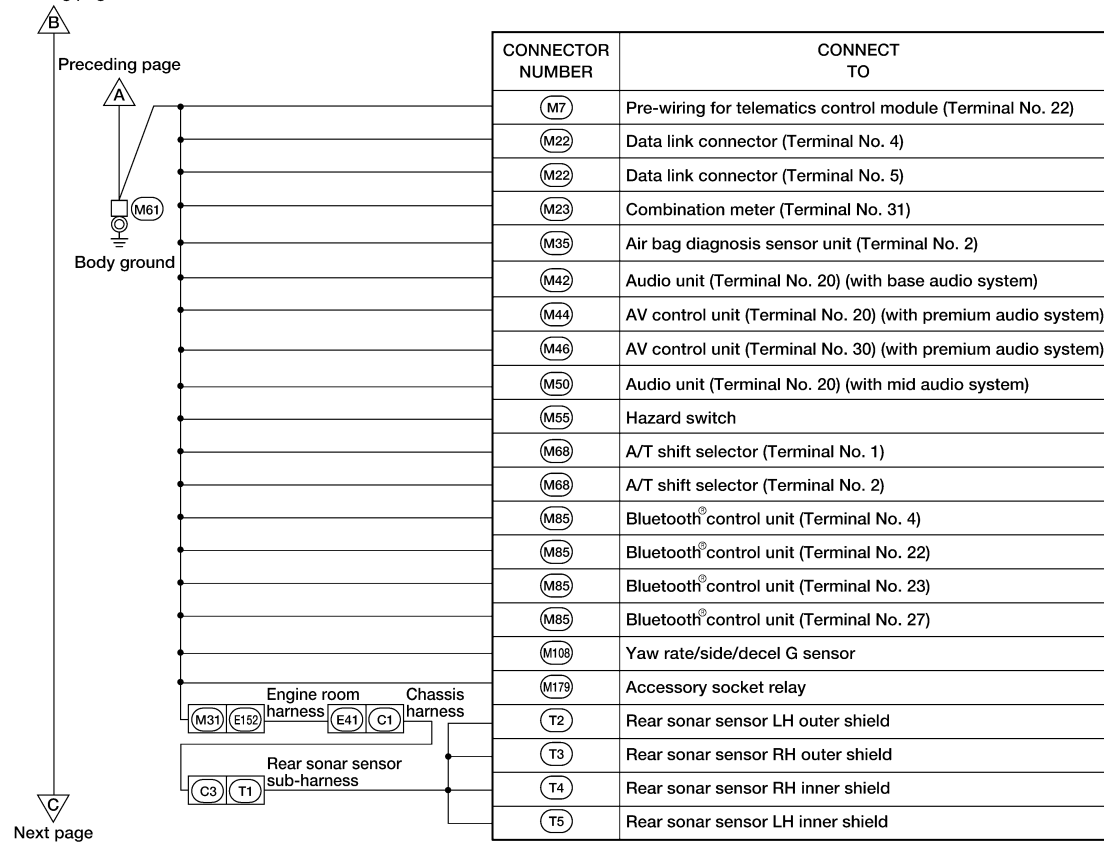 B
Preceding page
A
M61
Body ground
CONNECTOR NUMBER
CONNECT TO
M7 Pre-wiring for telematics control module (Terminal No. 22)
M22 Data link connector (Terminal No. 4)
M22 Data link connector (Terminal No. 5)
M23 Combination meter (Terminal No. 31)
M35 Air bag diagnosis sensor unit (Terminal No. 2)
M42 Audio unit (Terminal No. 20) (with base audio system)
M44 AV control unit (Terminal No. 20) (with premium audio system)
M46 AV control unit (Terminal No. 30) (with premium audio system)
M50 Audio unit (Terminal No. 20) (with mid audio system)
M55 Hazard switch
M68 A/T shift selector (Terminal No. 1)
M68 A/T shift selector (Terminal No. 2)
M85 Bluetooth® control unit (Terminal No. 4)
M85 Bluetooth® control unit (Terminal No. 22)
M85 Bluetooth® control unit (Terminal No. 23)
M85 Bluetooth® control unit (Terminal No. 27)
M108 Yaw rate/side/decel G sensor
M179 Accessory socket relay
T2 Rear sonar sensor LH outer shield
T3 Rear sonar sensor RH outer shield
T4 Rear sonar sensor RH inner shield
T5 Rear sonar sensor LH inner shield
M31 E152
Engine room
harness
E41 C1
Chassis
harness
C3 T1
Rear sonar sensor
sub-harness
C
Next page